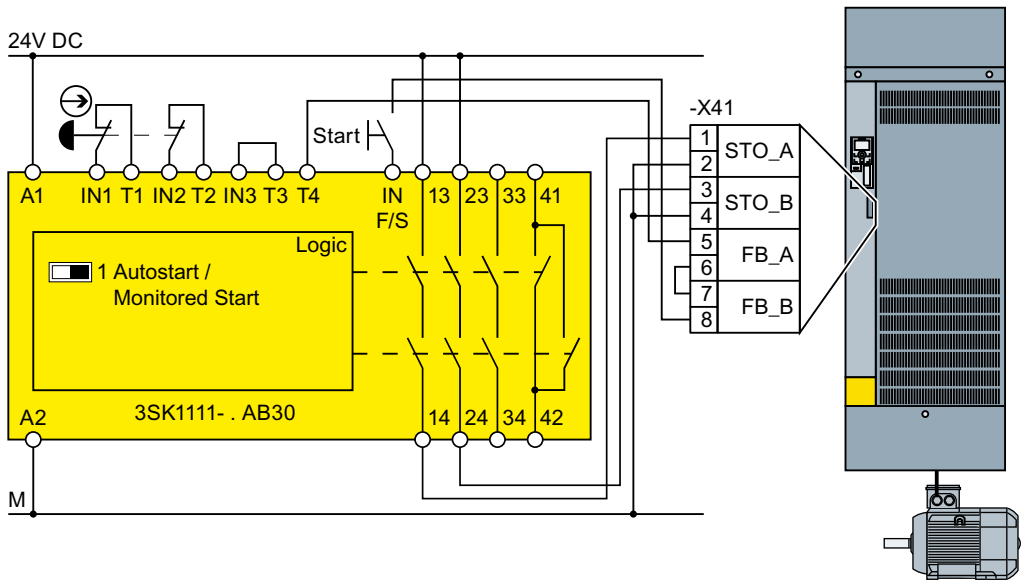 24V DC
-X41
Start
1
STO_A
2
3
STO_B
4
5
FB_A
6
7
FB_B
8
A1 IN1 T1 IN2 T2 IN3 T3 T4 IN F/S 13 23 33 41
Logic
1 Autostart /
Monitored Start
A2 3SK1111- . AB30 14 24 34 42
M